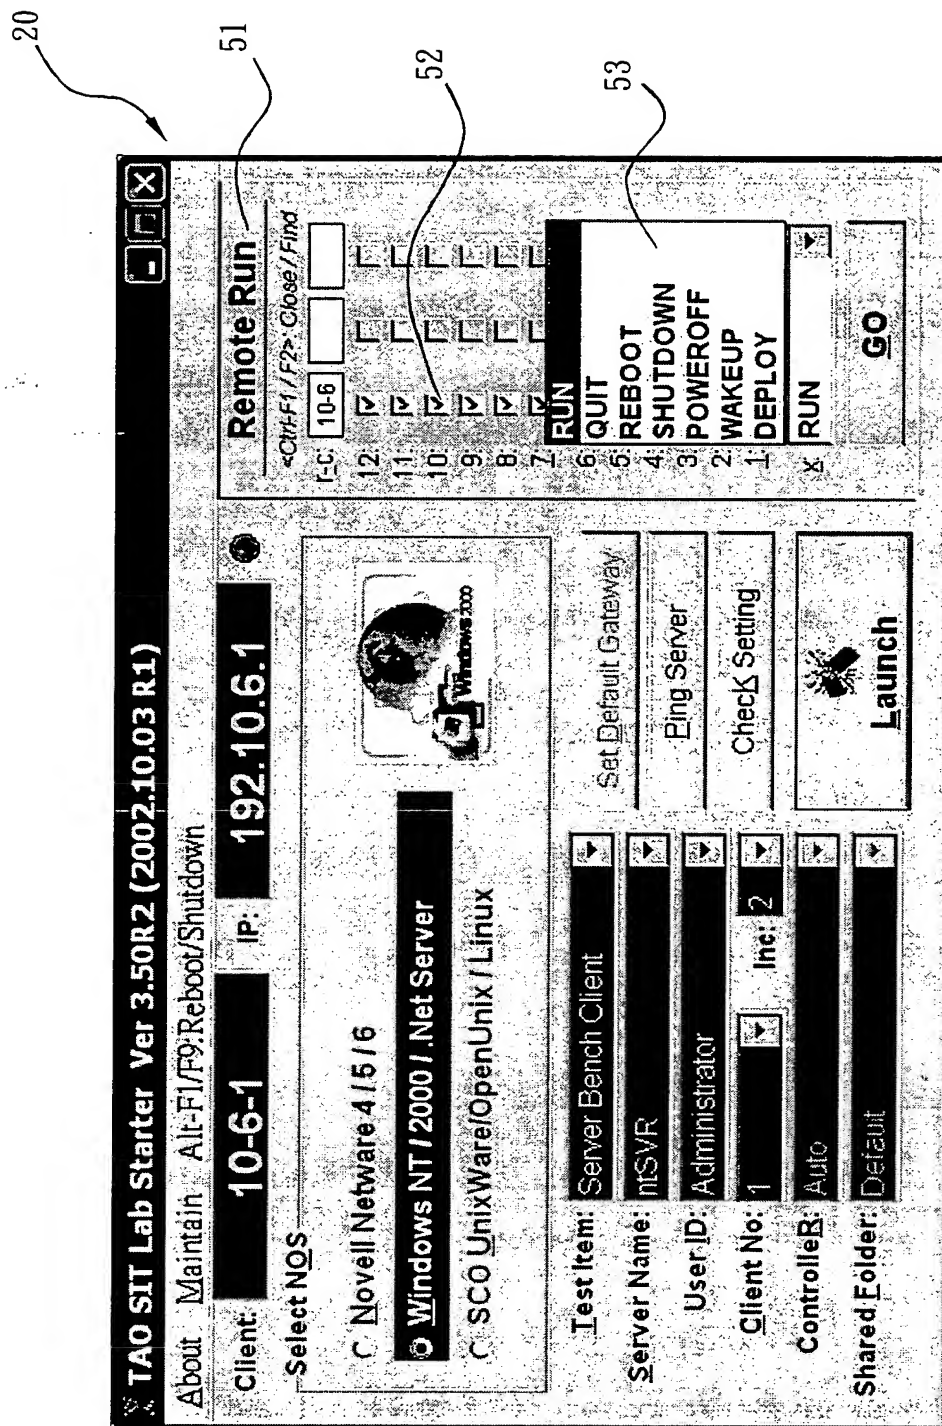 20
TAO SIT Lab Starter Ver 3.50R2 (2002.10.03 R1)
About Maintain Alt-F1/F9:Reboot/Shutdown
Client: 10-6-1 IP: 192.10.6.1
Select NOS
Novell Netware 4 / 5 / 6
Windows NT / 2000 / .Net Server
SCO UnixWare/OpenUnix / Linux
Windows 2000
Test Item: Server Bench Client
Server Name: ntSVR
User ID: Administrator
Client No: 1 Inc: 2
ControlleR: Auto
Shared Folder: Default
Set Default Gateway
Ping Server
ChecK Setting
Launch
Remote Run
51
<Ctrl-F1 / F2>: Close / Find
r-c: 10-6
12.
11.
10.
52
9.
8.
7.
6.
5.
4.
3.
2.
1.
RUN
QUIT
REBOOT
SHUTDOWN
POWEROFF
WAKEUP
DEPLOY
53
x: RUN
GO